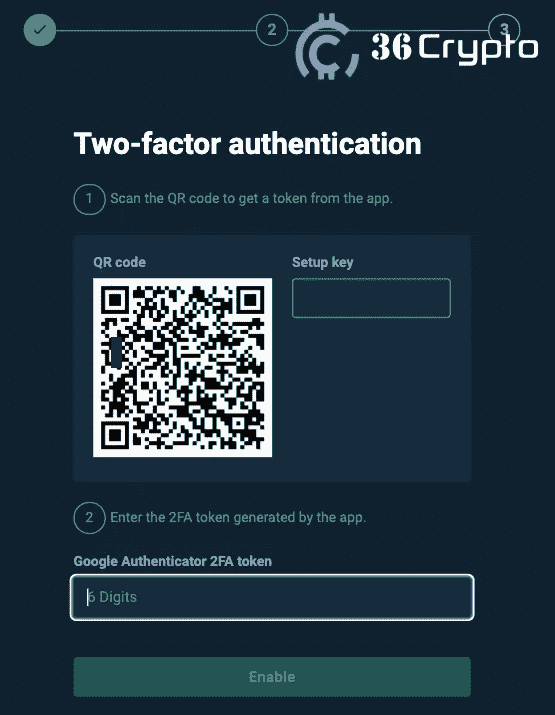 2
3
36 Crypto
Two-factor authentication
1 Scan the QR code to get a token from the app.
QR code
Setup key
2 Enter the 2FA token generated by the app.
Google Authenticator 2FA token
6 Digits
Enable